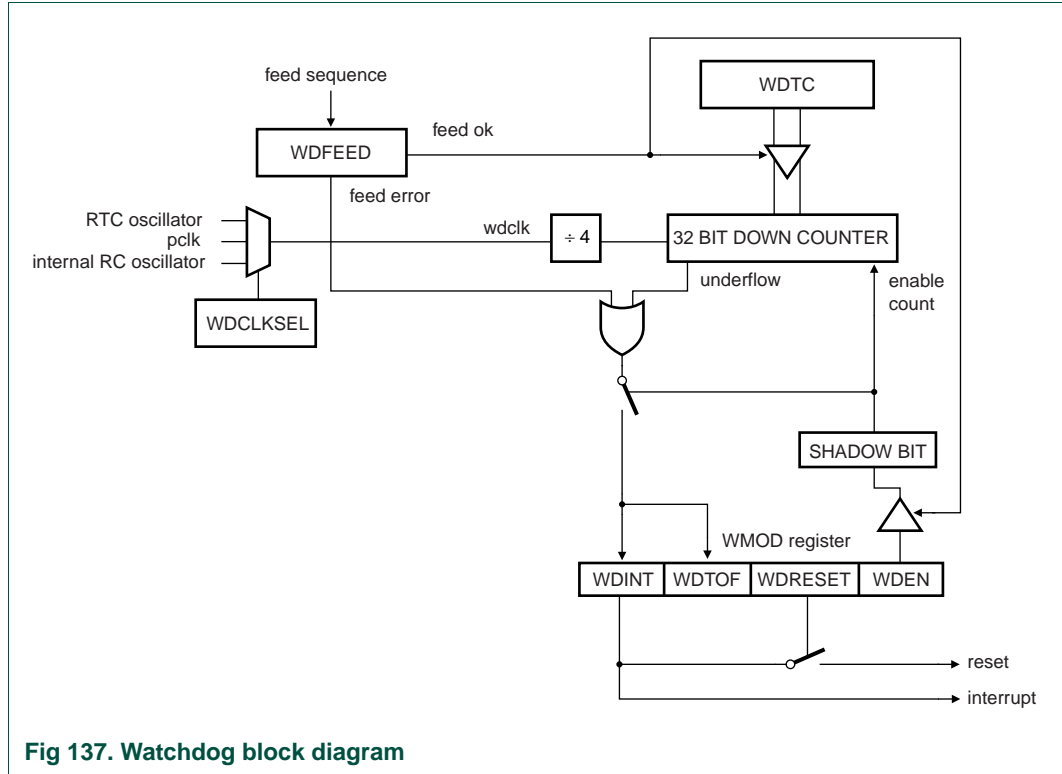 feed sequence
WDTC
feed ok
WDFEED
feed error
RTC oscillator
pclk
internal RC oscillator
wdclk
÷ 4
32 BIT DOWN COUNTER
underflow
enable
count
WDCLKSEL
SHADOW BIT
WMOD register
WDINT
WDTOF
WDRESET
WDEN
reset
interrupt
Fig 137. Watchdog block diagram